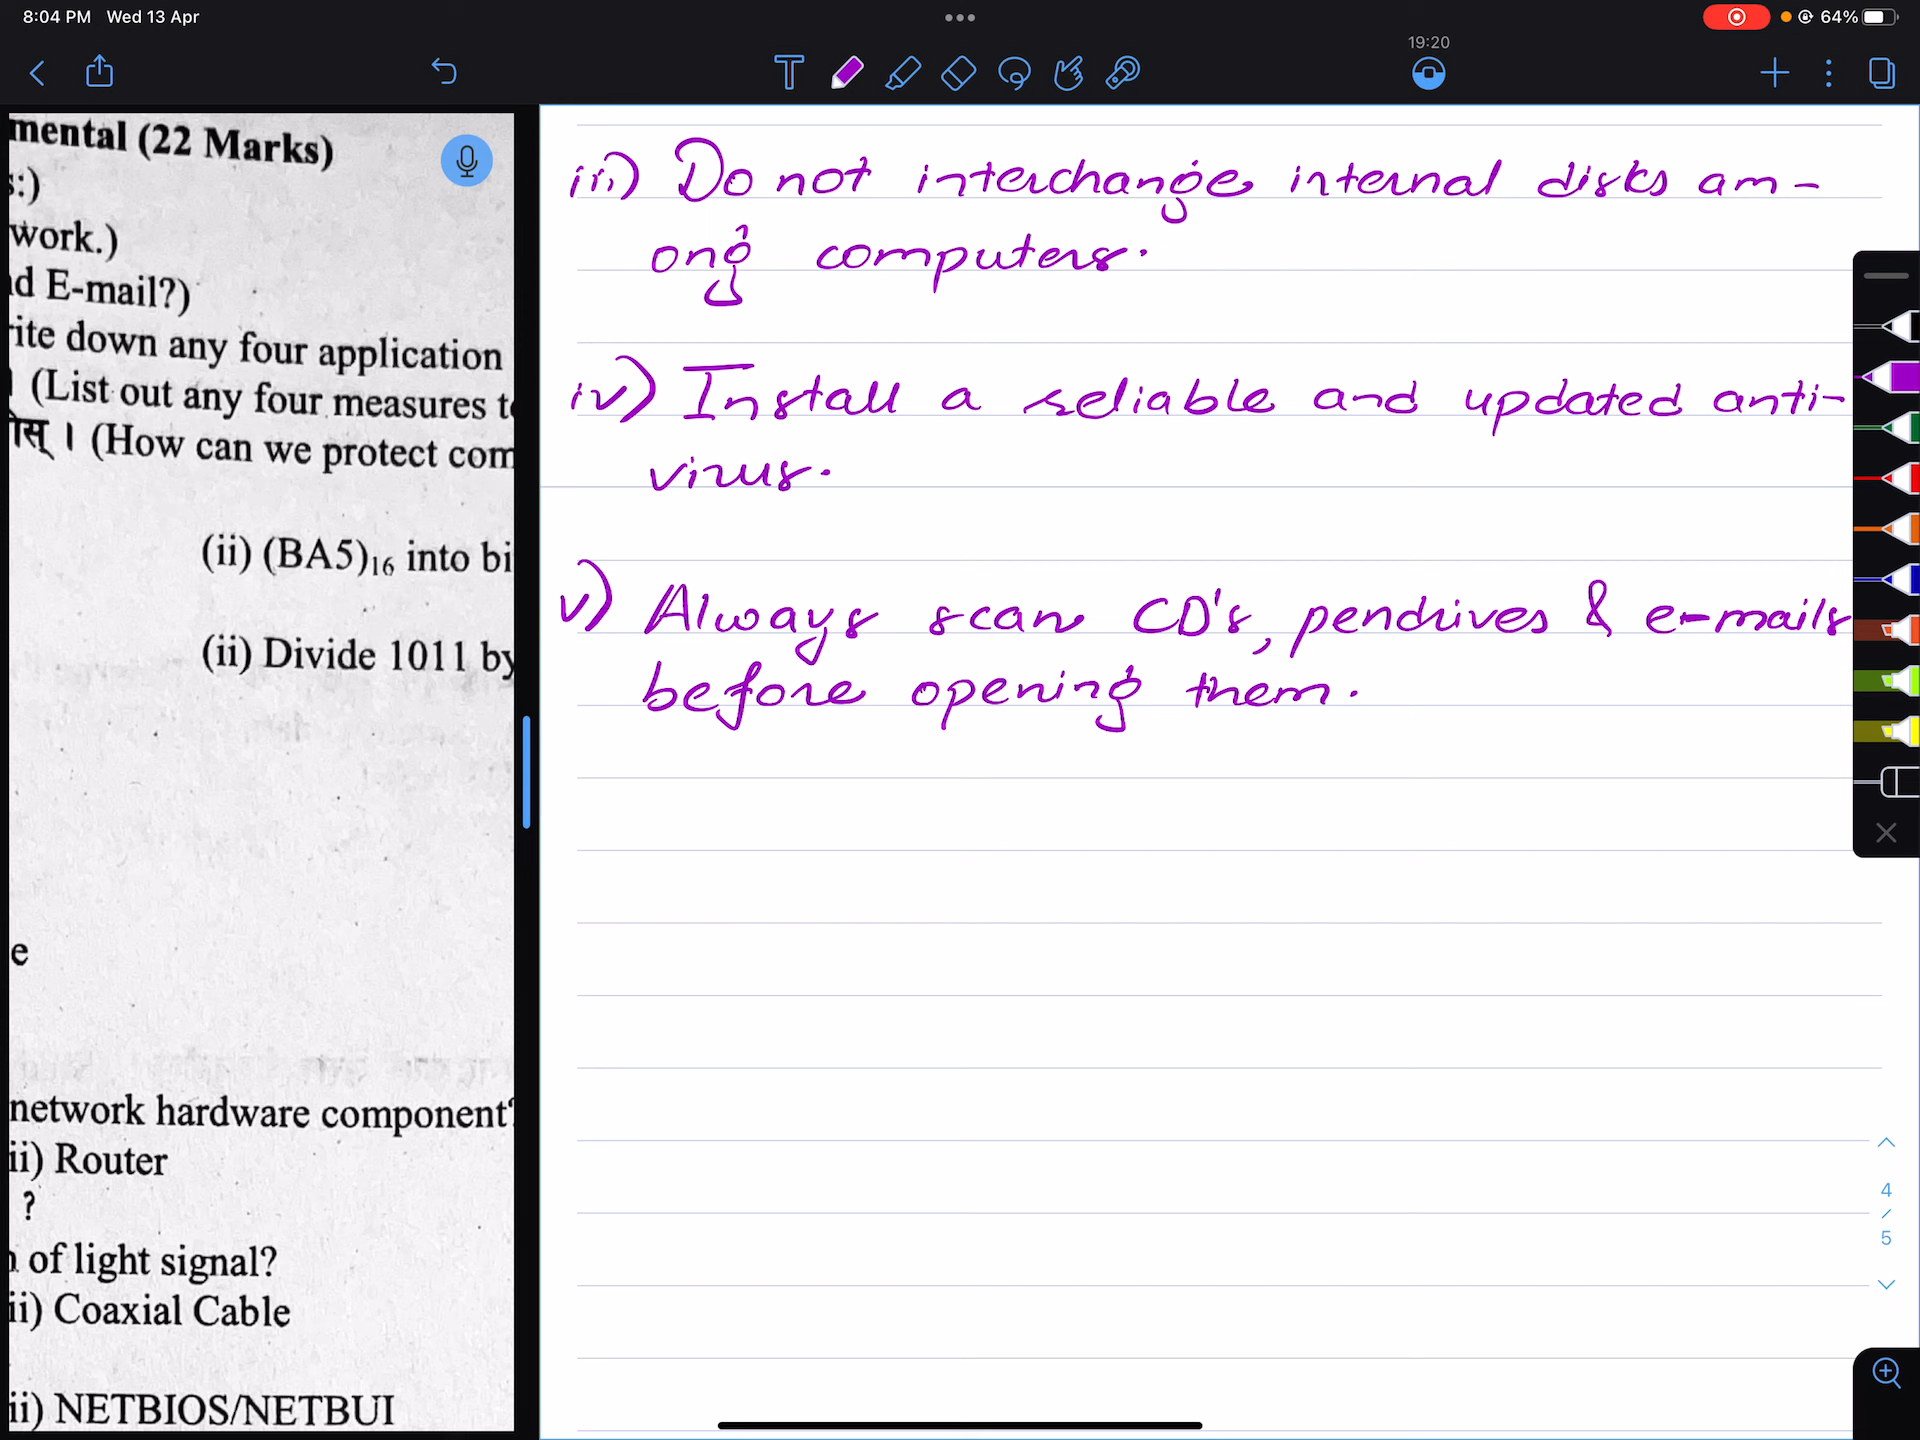 8:04 PM Wed 13 Apr
64%
19:20
mental (22 Marks)
s:)
work.)
nd E-mail?)
rite down any four application
। (List out any four measures to
(How can we protect com
(ii) (BA5)₁₆ into bi
(ii) Divide 1011 by
e
network hardware component?
ii) Router
?
of light signal?
ii) Coaxial Cable
ii) NETBIOS/NETBUI
iii) Do not interchange internal disks am-
ong computers.
iv) Install a reliable and updated anti-
virus.
v) Always scan CD's, pendrives & e-mails
before opening them.
4
/
5